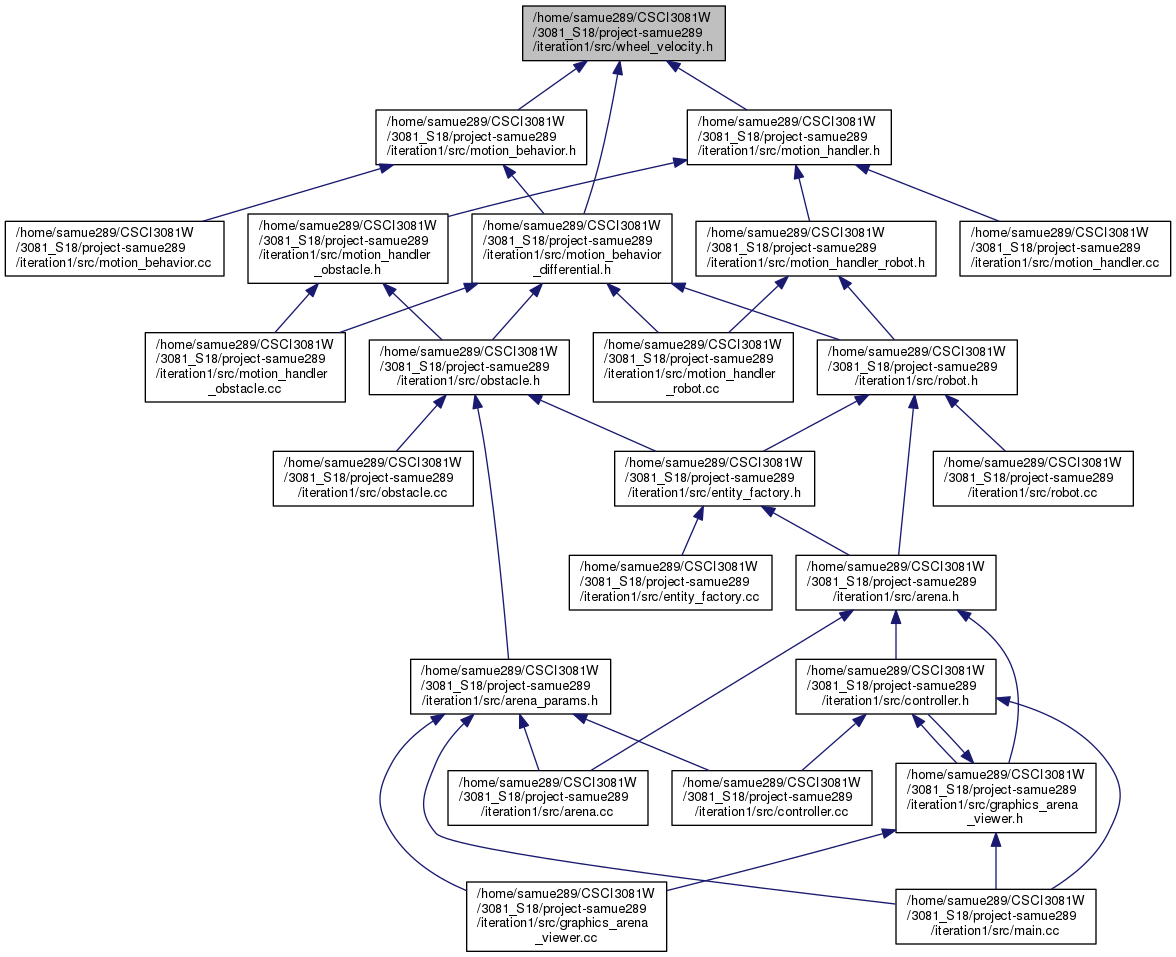 /home/samue289/CSCI3081W
/3081_S18/project-samue289
/iteration1/src/wheel_velocity.h
/home/samue289/CSCI3081W
/3081_S18/project-samue289
/iteration1/src/motion_behavior.h
/home/samue289/CSCI3081W
/3081_S18/project-samue289
/iteration1/src/motion_handler.h
/home/samue289/CSCI3081W
/3081_S18/project-samue289
/iteration1/src/motion_behavior.cc
/home/samue289/CSCI3081W
/3081_S18/project-samue289
/iteration1/src/motion_handler
_obstacle.h
/home/samue289/CSCI3081W
/3081_S18/project-samue289
/iteration1/src/motion_behavior
_differential.h
/home/samue289/CSCI3081W
/3081_S18/project-samue289
/iteration1/src/motion_handler_robot.h
/home/samue289/CSCI3081W
/3081_S18/project-samue289
/iteration1/src/motion_handler.cc
/home/samue289/CSCI3081W
/3081_S18/project-samue289
/iteration1/src/motion_handler
_obstacle.cc
/home/samue289/CSCI3081W
/3081_S18/project-samue289
/iteration1/src/obstacle.h
/home/samue289/CSCI3081W
/3081_S18/project-samue289
/iteration1/src/motion_handler
_robot.cc
/home/samue289/CSCI3081W
/3081_S18/project-samue289
/iteration1/src/robot.h
/home/samue289/CSCI3081W
/3081_S18/project-samue289
/iteration1/src/obstacle.cc
/home/samue289/CSCI3081W
/3081_S18/project-samue289
/iteration1/src/entity_factory.h
/home/samue289/CSCI3081W
/3081_S18/project-samue289
/iteration1/src/robot.cc
/home/samue289/CSCI3081W
/3081_S18/project-samue289
/iteration1/src/entity_factory.cc
/home/samue289/CSCI3081W
/3081_S18/project-samue289
/iteration1/src/arena.h
/home/samue289/CSCI3081W
/3081_S18/project-samue289
/iteration1/src/arena_params.h
/home/samue289/CSCI3081W
/3081_S18/project-samue289
/iteration1/src/controller.h
/home/samue289/CSCI3081W
/3081_S18/project-samue289
/iteration1/src/arena.cc
/home/samue289/CSCI3081W
/3081_S18/project-samue289
/iteration1/src/controller.cc
/home/samue289/CSCI3081W
/3081_S18/project-samue289
/iteration1/src/graphics_arena
_viewer.h
/home/samue289/CSCI3081W
/3081_S18/project-samue289
/iteration1/src/graphics_arena
_viewer.cc
/home/samue289/CSCI3081W
/3081_S18/project-samue289
/iteration1/src/main.cc